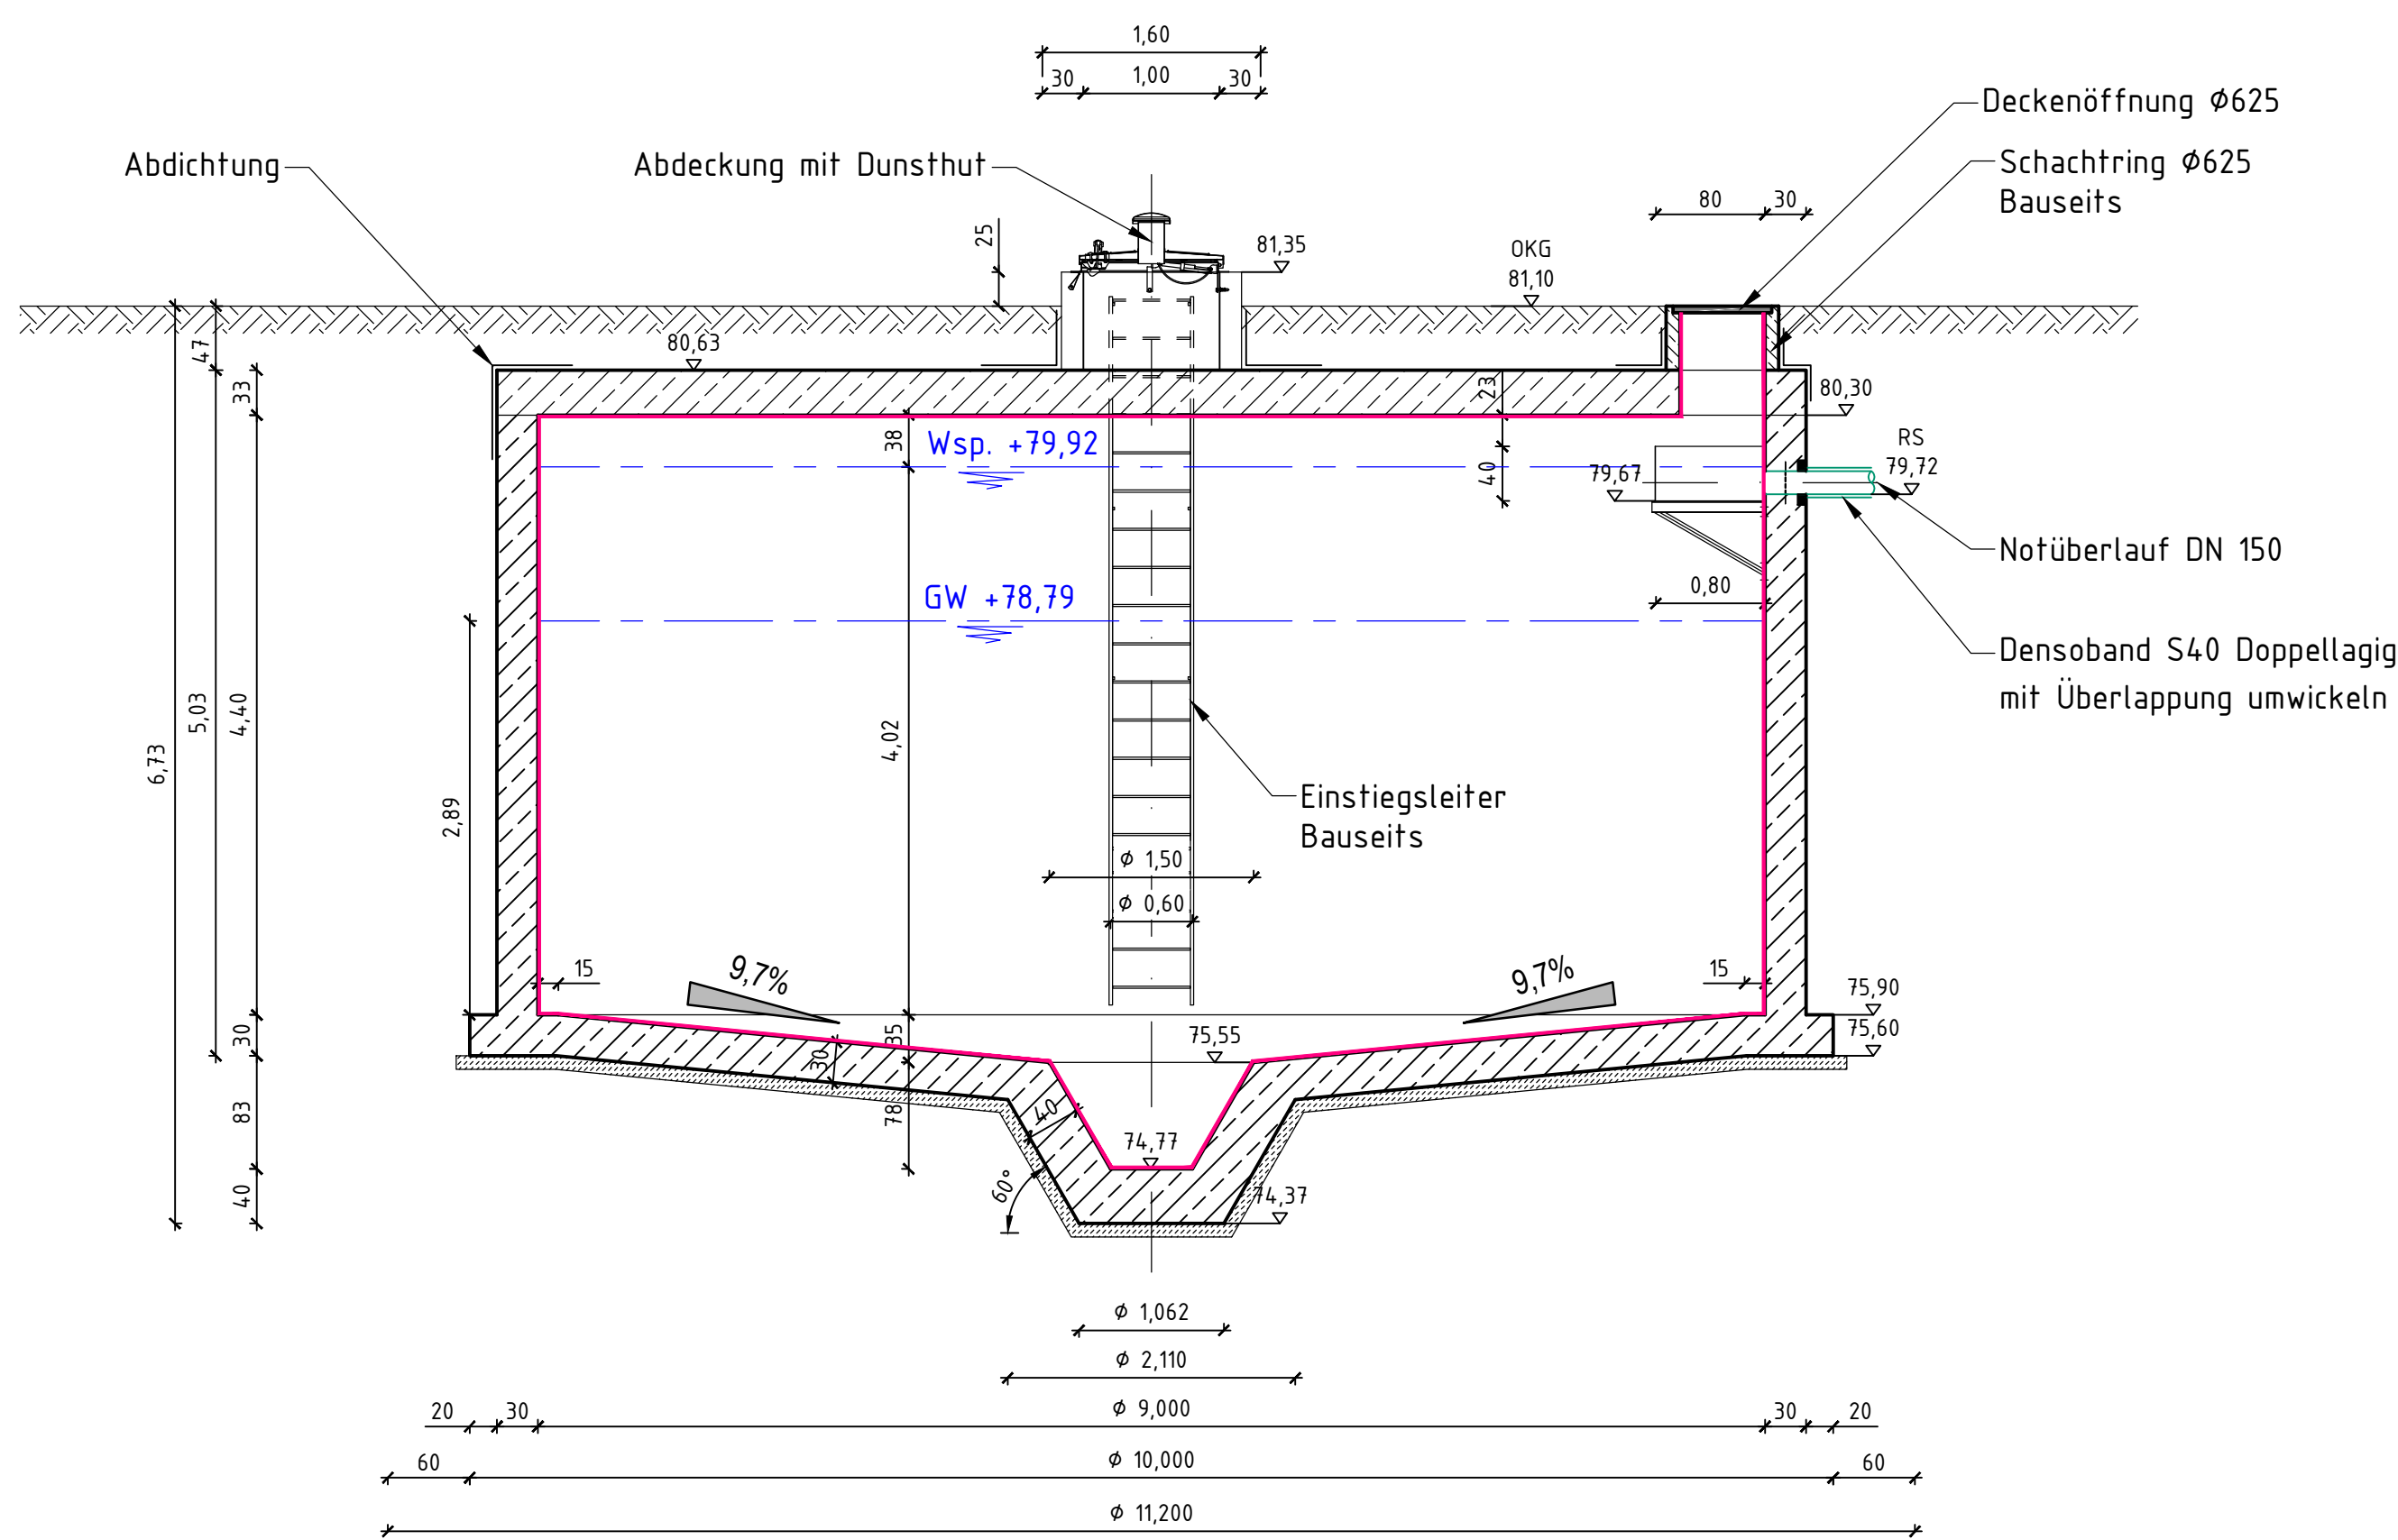 1,60
30 1,00 30
Deckenöffnung Ø625
Abdichtung
Abdeckung mit Dunsthut
Schachtring Ø625
Bauseits
80 30
25
81,35
OKG
81,10
47
80,63
33
23
80,30
38
Wsp. +79,92
40
79,67
RS
79,72
Notüberlauf DN 150
0,80
GW +78,79
Densoband S40 Doppellagig
mit Überlappung umwickeln
6,73
5,03
4,40
2,89
4,02
Einstiegsleiter
Bauseits
Ø 1,50
Ø 0,60
15
9,7%
9,7%
15
75,90
75,60
30
30
35
75,55
83
78
40
74,77
40
60°
74,37
Ø 1,062
Ø 2,110
20 30 Ø 9,000 30 20
60 Ø 10,000 60
Ø 11,200